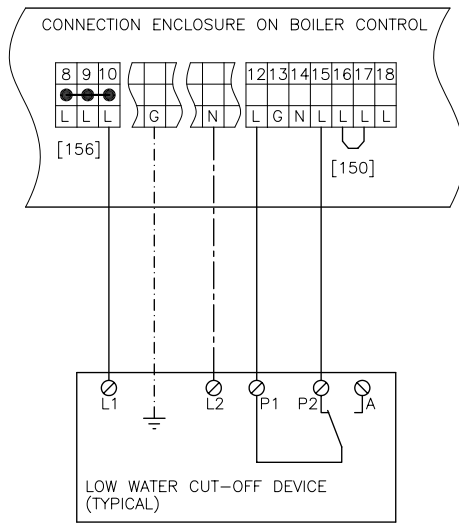 CONNECTION ENCLOSURE ON BOILER CONTROL
8 9 10 12 13 14 15 16 17 18
L L L G N L G N L L L L
[156] [150]
L1 L2 P1 P2 A
LOW WATER CUT-OFF DEVICE
(TYPICAL)